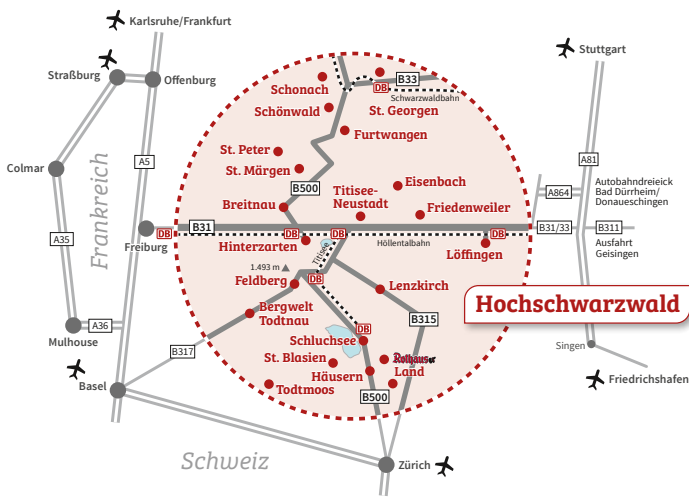 Karlsruhe/Frankfurt
Straßburg
Offenburg
Colmar
A5
Frankreich
A35
Freiburg
A36
Mulhouse
B317
Basel
Schweiz
Zürich
Schonach
DB
B33
Schwarzwaldbahn
St. Georgen
Schönwald
Furtwangen
St. Peter
St. Märgen
B500
Eisenbach
Titisee-
Neustadt
Breitnau
Friedenweiler
B31
DB
DB
DB
DB
Hinterzarten
Höllentalbahn
Löffingen
Titisee
1.493 m
Feldberg
DB
Lenzkirch
Bergwelt
Todtnau
B315
DB
Schluchsee
St. Blasien
Rothaus
Land
Häusern
Todtmoos
B500
Hochschwarzwald
Stuttgart
A81
A864
Autobahndreieick
Bad Dürrheim/
Donaueschingen
B31/33
B311
Ausfahrt
Geisingen
Singen
Friedrichshafen